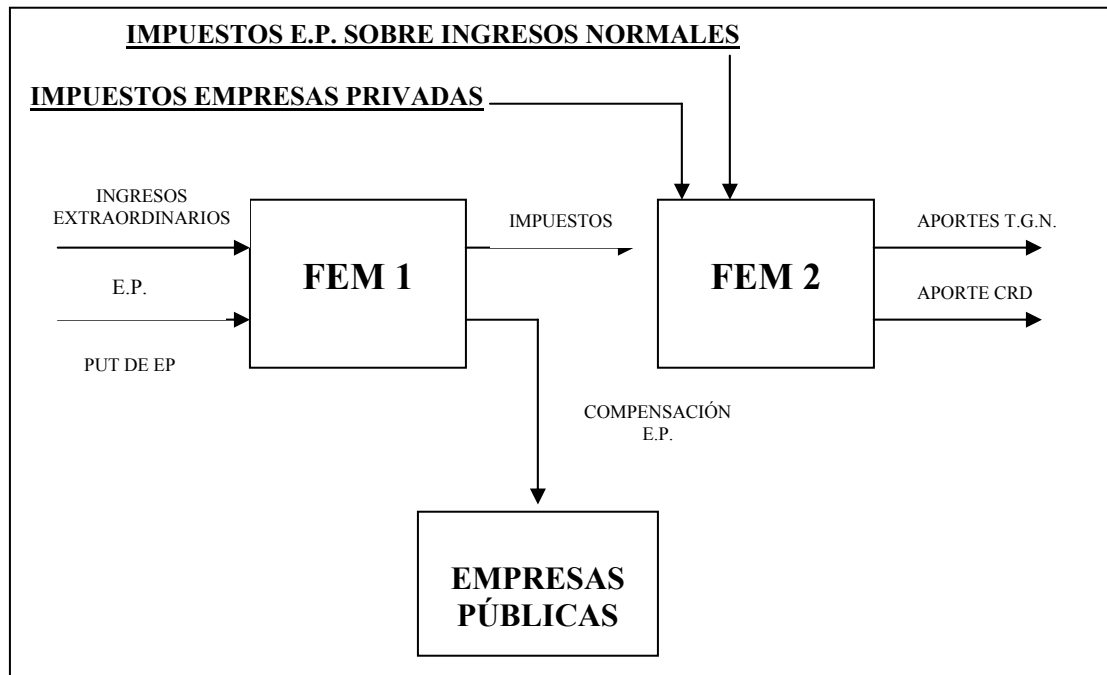 IMPUESTOS E.P. SOBRE INGRESOS NORMALES
IMPUESTOS EMPRESAS PRIVADAS
INGRESOS
EXTRAORDINARIOS
E.P.
PUT DE EP
FEM 1
IMPUESTOS
FEM 2
APORTES T.G.N.
APORTE CRD
COMPENSACIÓN
E.P.
EMPRESAS
PÚBLICAS